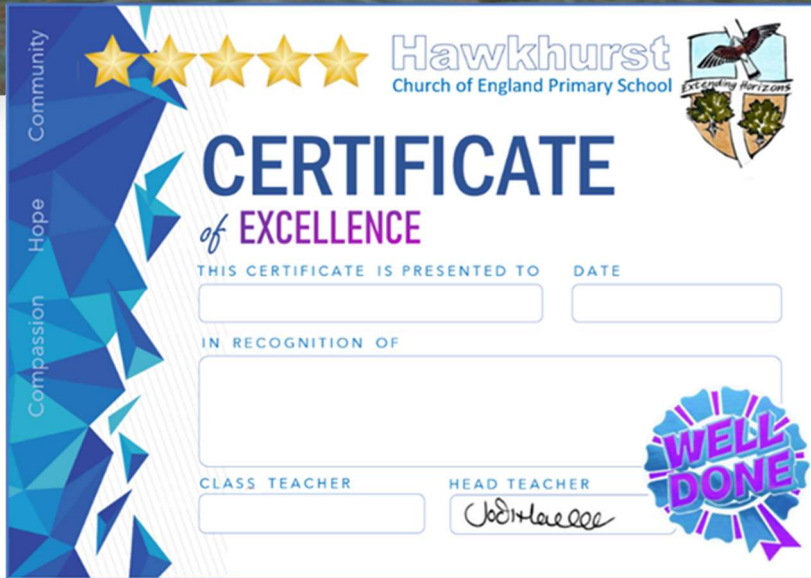 Community
Hope
Compassion
Hawkhurst
Church of England Primary School
Extending Horizons
CERTIFICATE
of EXCELLENCE
THIS CERTIFICATE IS PRESENTED TO
DATE
IN RECOGNITION OF
CLASS TEACHER
HEAD TEACHER
WELL
DONE